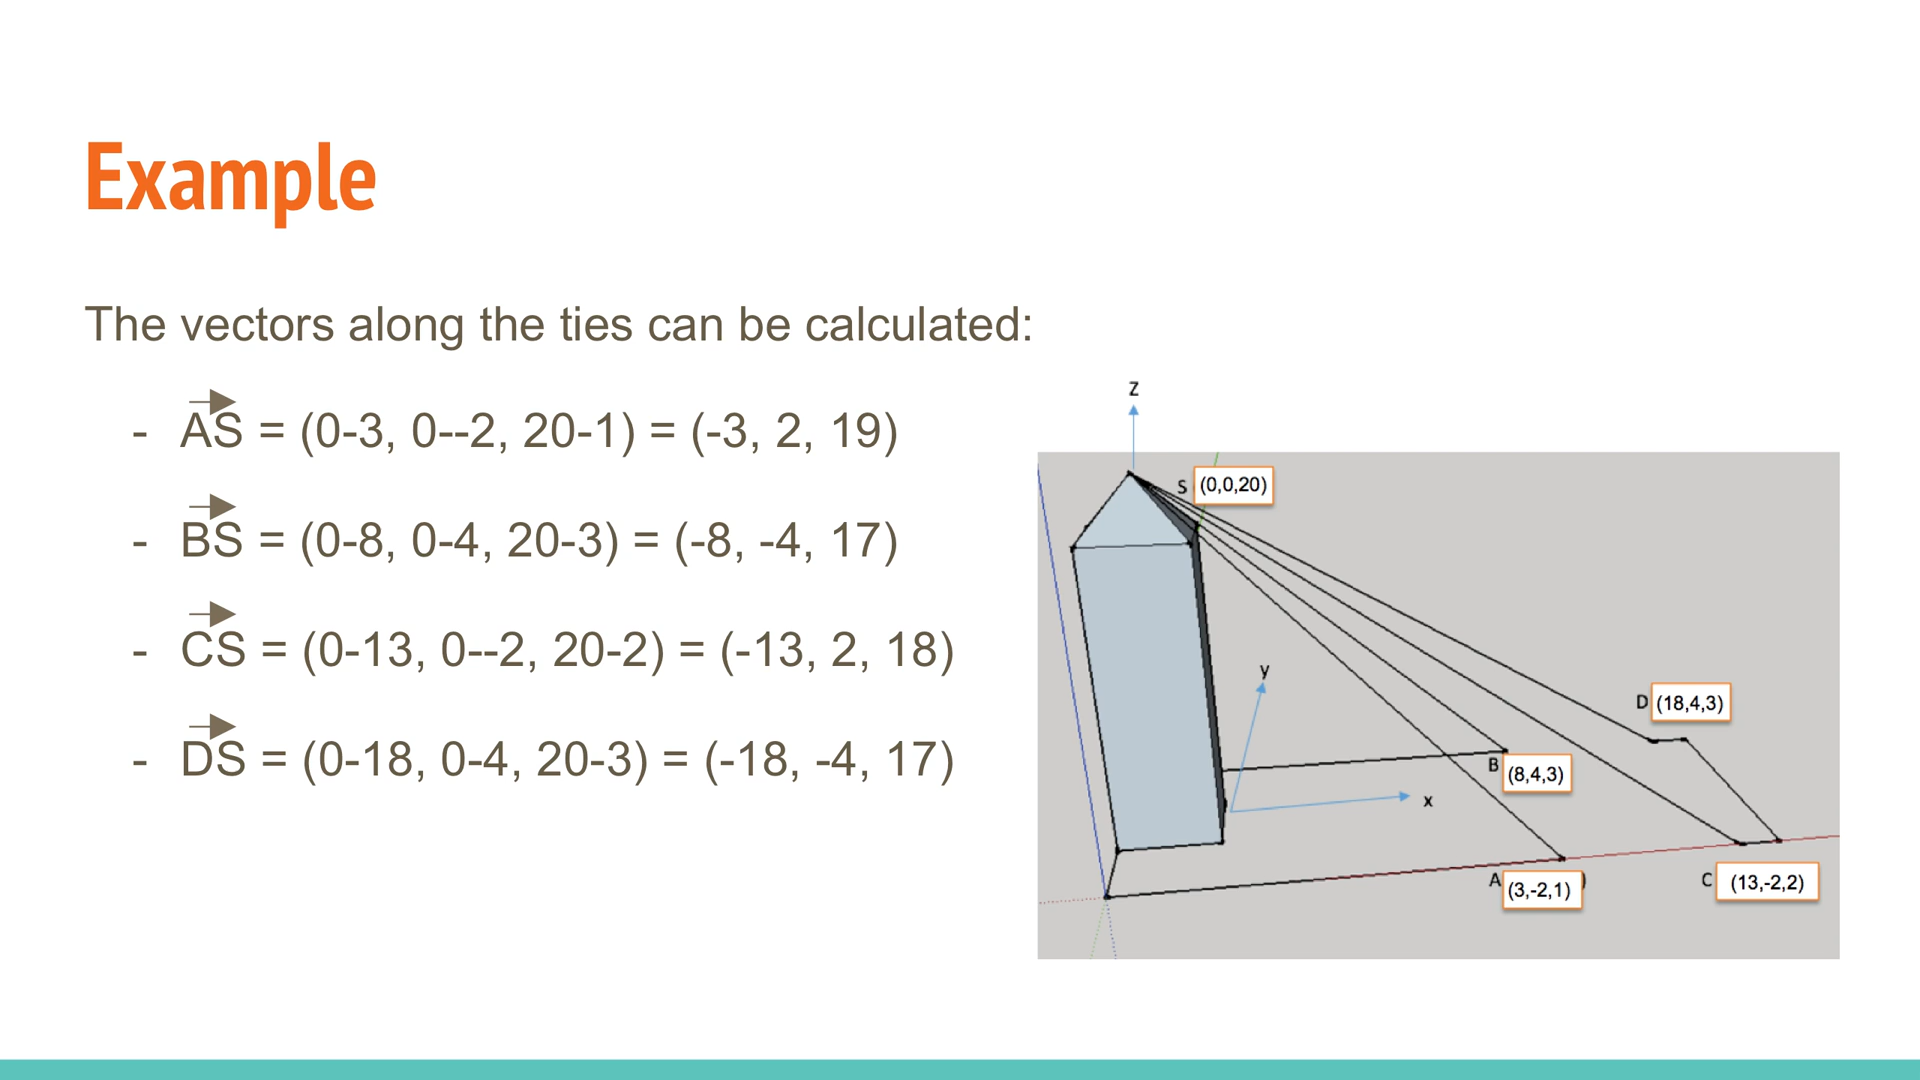 Example
The vectors along the ties can be calculated:
- AS = (0-3, 0--2, 20-1) = (-3, 2, 19)
- BS = (0-8, 0-4, 20-3) = (-8, -4, 17)
- CS = (0-13, 0--2, 20-2) = (-13, 2, 18)
- DS = (0-18, 0-4, 20-3) = (-18, -4, 17)
z
S (0,0,20)
y
D (18,4,3)
B (8,4,3)
x
A (3,-2,1) )
C (13,-2,2)